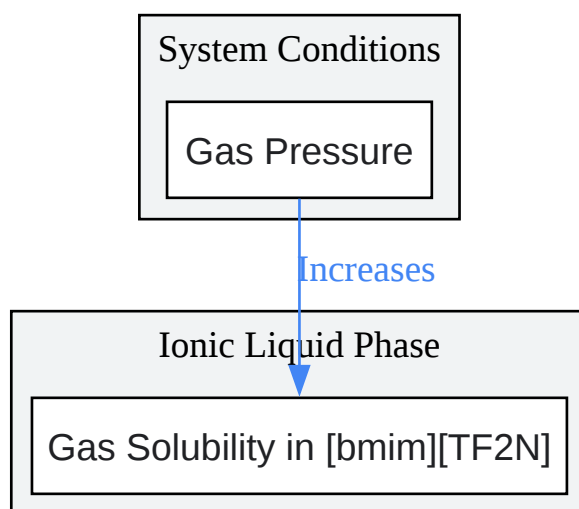 System Conditions
Gas Pressure
Increases
Ionic Liquid Phase
Gas Solubility in [bmim][TF2N]